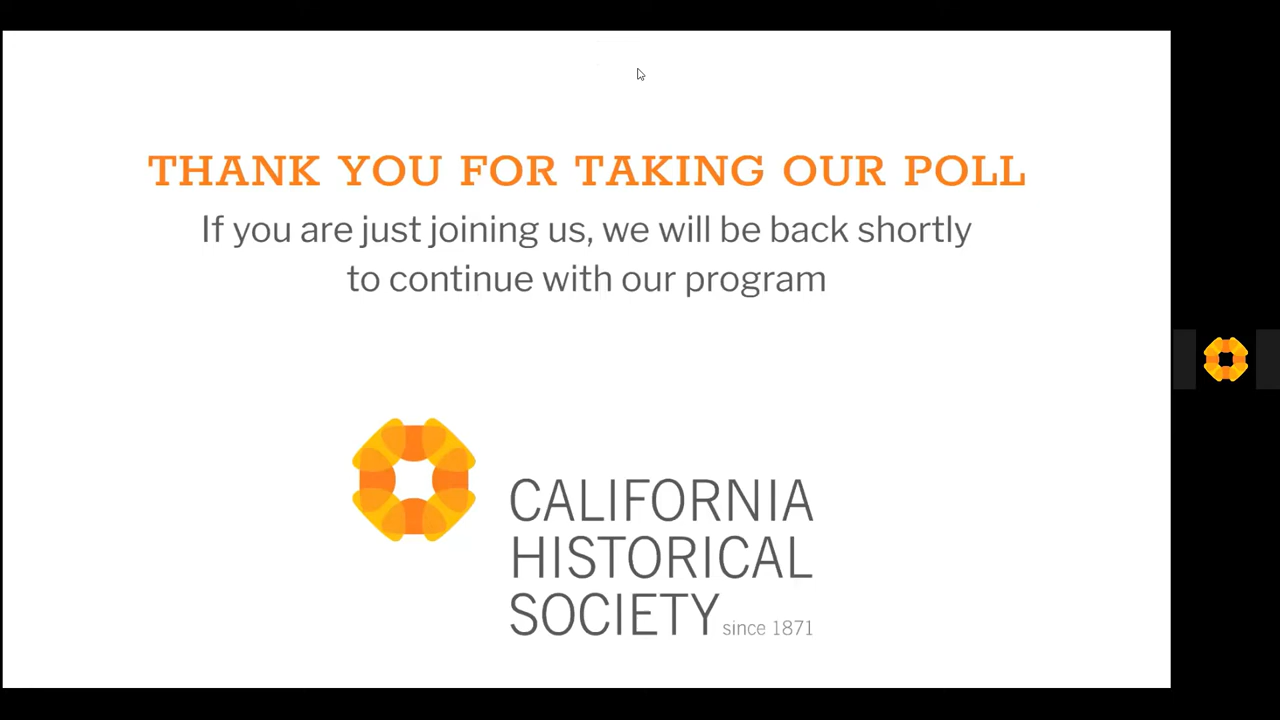 THANK YOU FOR TAKING OUR POLL
If you are just joining us, we will be back shortly
to continue with our program
CALIFORNIA
HISTORICAL
SOCIETY since 1871